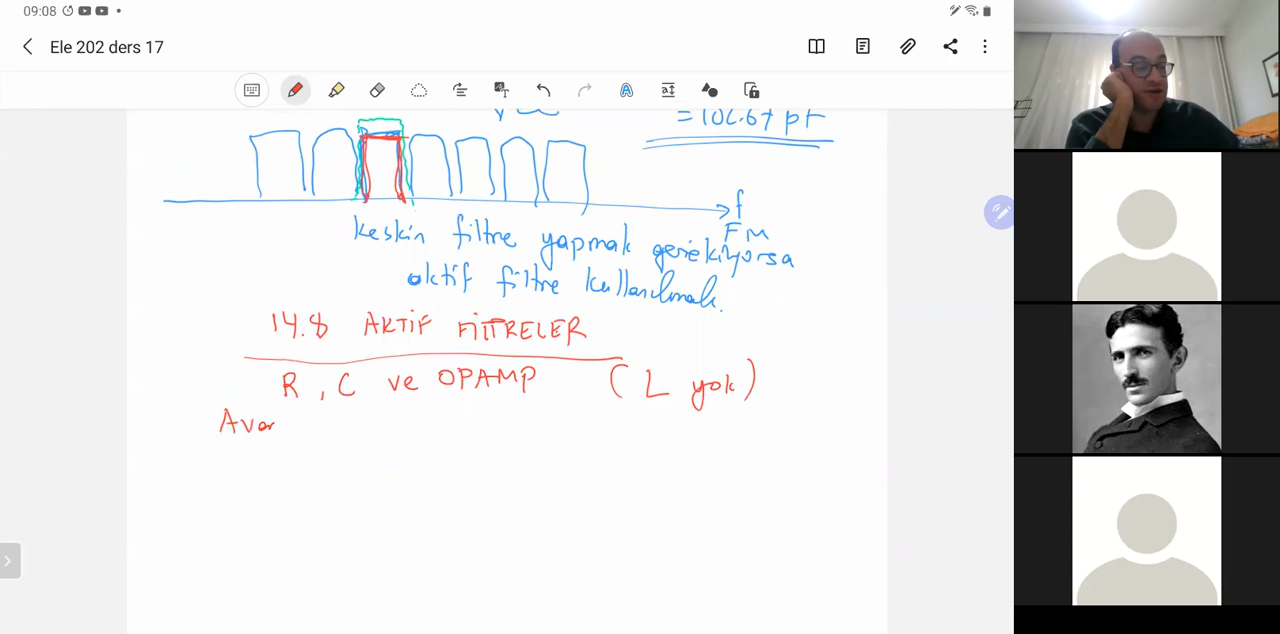 09:08
Ele 202 ders 17
= 102.67 pF
f
FM
keskin filtre yapmak gerekiyorsa
aktif filtre kullanılmalı.
14.8 AKTİF FİLTRELER
R, C ve OPAMP (L yok)
Avan